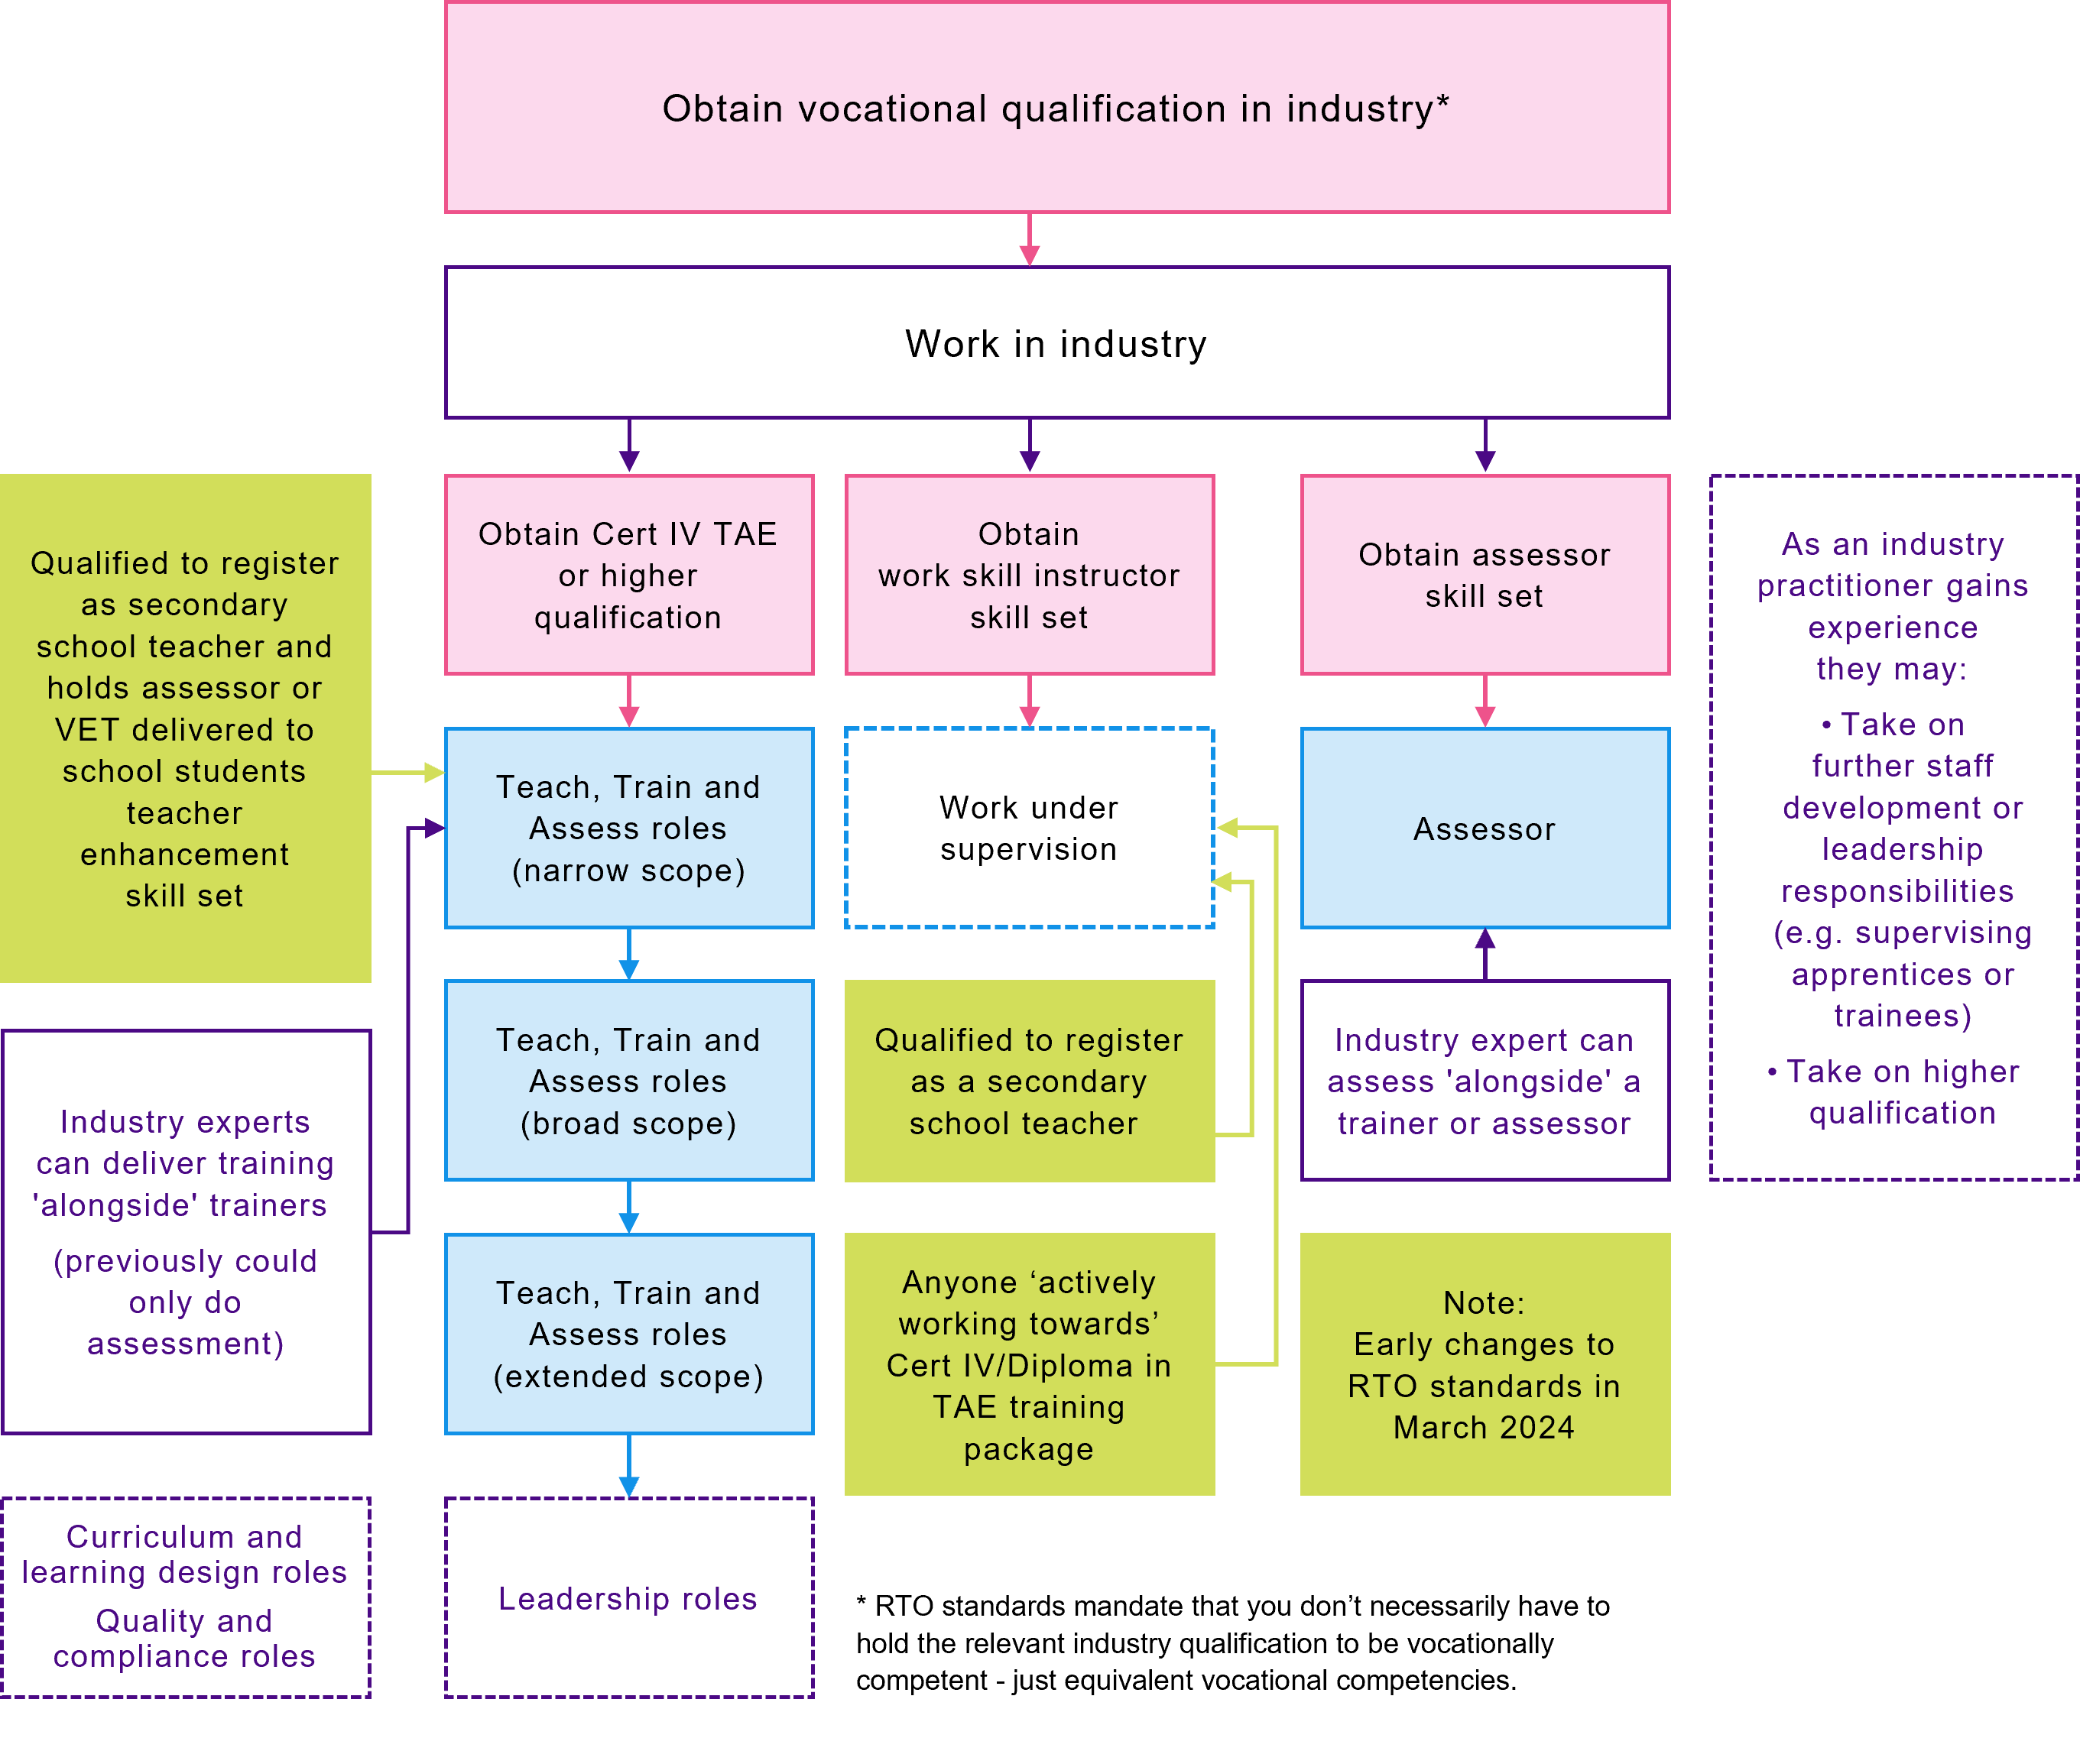 Obtain vocational qualification in industry*
Work in industry
Qualified to register
as secondary
school teacher and
holds assessor or
VET delivered to
school students
teacher
enhancement
skill set
Obtain Cert IV TAE
or higher
qualification
Obtain
work skill instructor
skill set
Obtain assessor
skill set
As an industry
practitioner gains
experience
they may:
• Take on
further staff
development or
leadership
responsibilities
(e.g. supervising
apprentices or
trainees)
• Take on higher
qualification
Teach, Train and
Assess roles
(narrow scope)
Work under
supervision
Assessor
Industry experts
can deliver training
'alongside' trainers
(previously could
only do
assessment)
Teach, Train and
Assess roles
(broad scope)
Qualified to register
as a secondary
school teacher
Industry expert can
assess 'alongside' a
trainer or assessor
Teach, Train and
Assess roles
(extended scope)
Anyone ‘actively
working towards’
Cert IV/Diploma in
TAE training
package
Note:
Early changes to
RTO standards in
March 2024
Curriculum and
learning design roles
Quality and
compliance roles
Leadership roles
* RTO standards mandate that you don’t necessarily have to
hold the relevant industry qualification to be vocationally
competent - just equivalent vocational competencies.